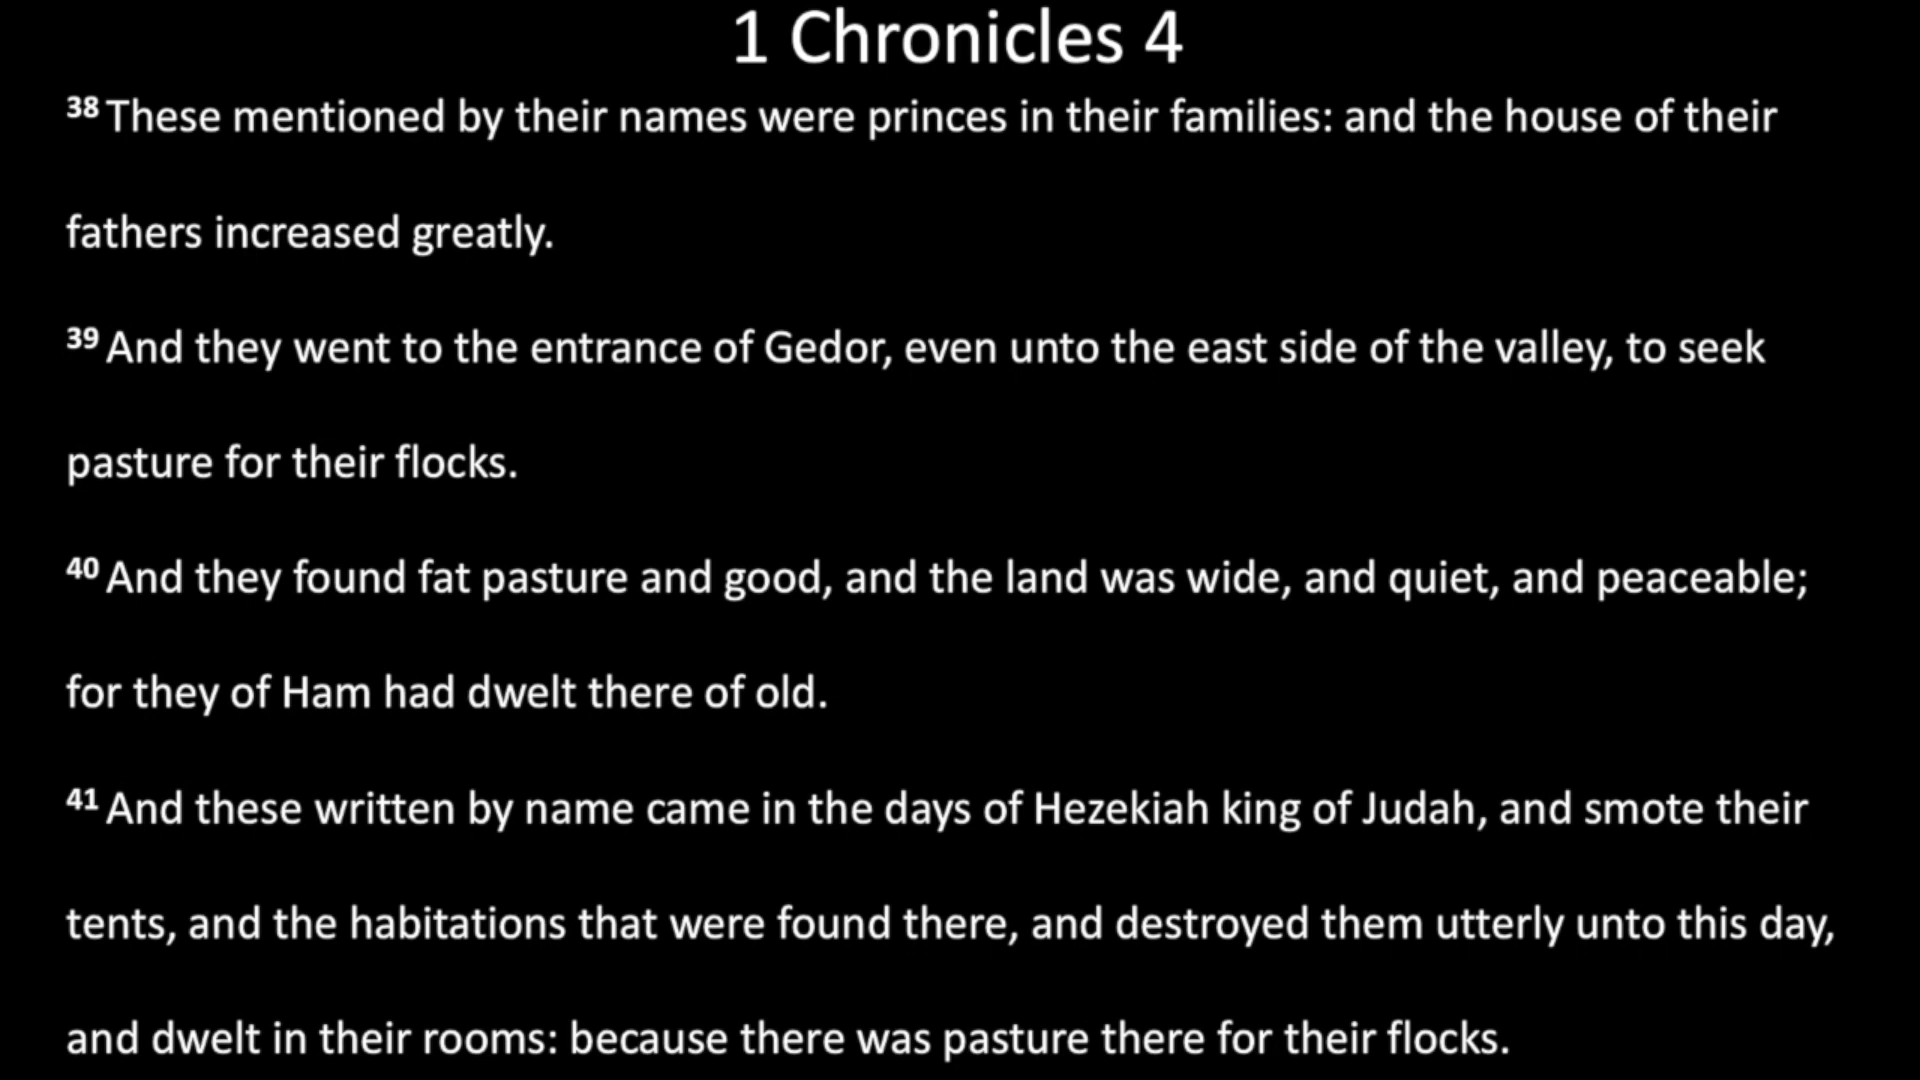 1 Chronicles 4
38 These mentioned by their names were princes in their families: and the house of their
fathers increased greatly.
39 And they went to the entrance of Gedor, even unto the east side of the valley, to seek
pasture for their flocks.
40 And they found fat pasture and good, and the land was wide, and quiet, and peaceable;
for they of Ham had dwelt there of old.
41 And these written by name came in the days of Hezekiah king of Judah, and smote their
tents, and the habitations that were found there, and destroyed them utterly unto this day,
and dwelt in their rooms: because there was pasture there for their flocks.